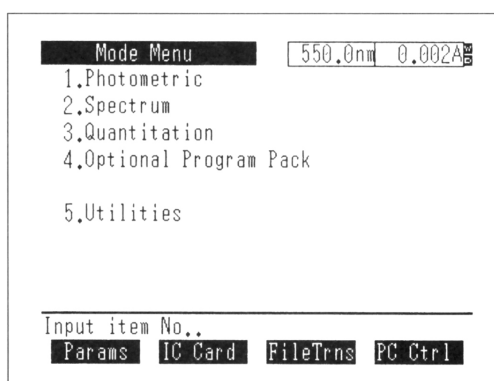 Mode Menu 550.0nm 0.002A
1.Photometric
2.Spectrum
3.Quantitation
4.Optional Program Pack
5.Utilities
Input item No..
Params IC Card FileTrns PC Ctrl